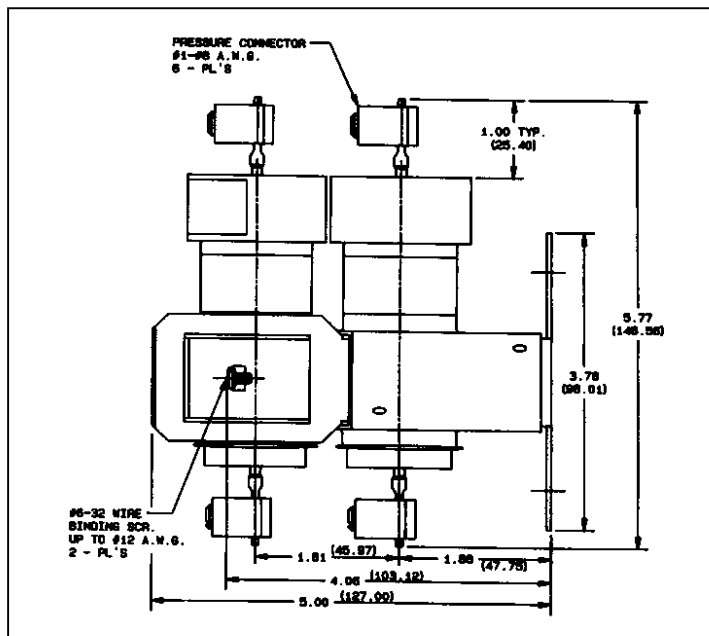 PRESSURE CONNECTOR
#1-#8 A.W.G.
6 - PL'S
1.00 TYP.
(25.40)
5.77
(146.56)
3.78
(96.01)
#6-32 WIRE
BINDING SCR.
UP TO #12 A.W.G.
2 - PL'S
1.81 (45.97)
1.88
(47.75)
4.06 (103.12)
5.00 (127.00)